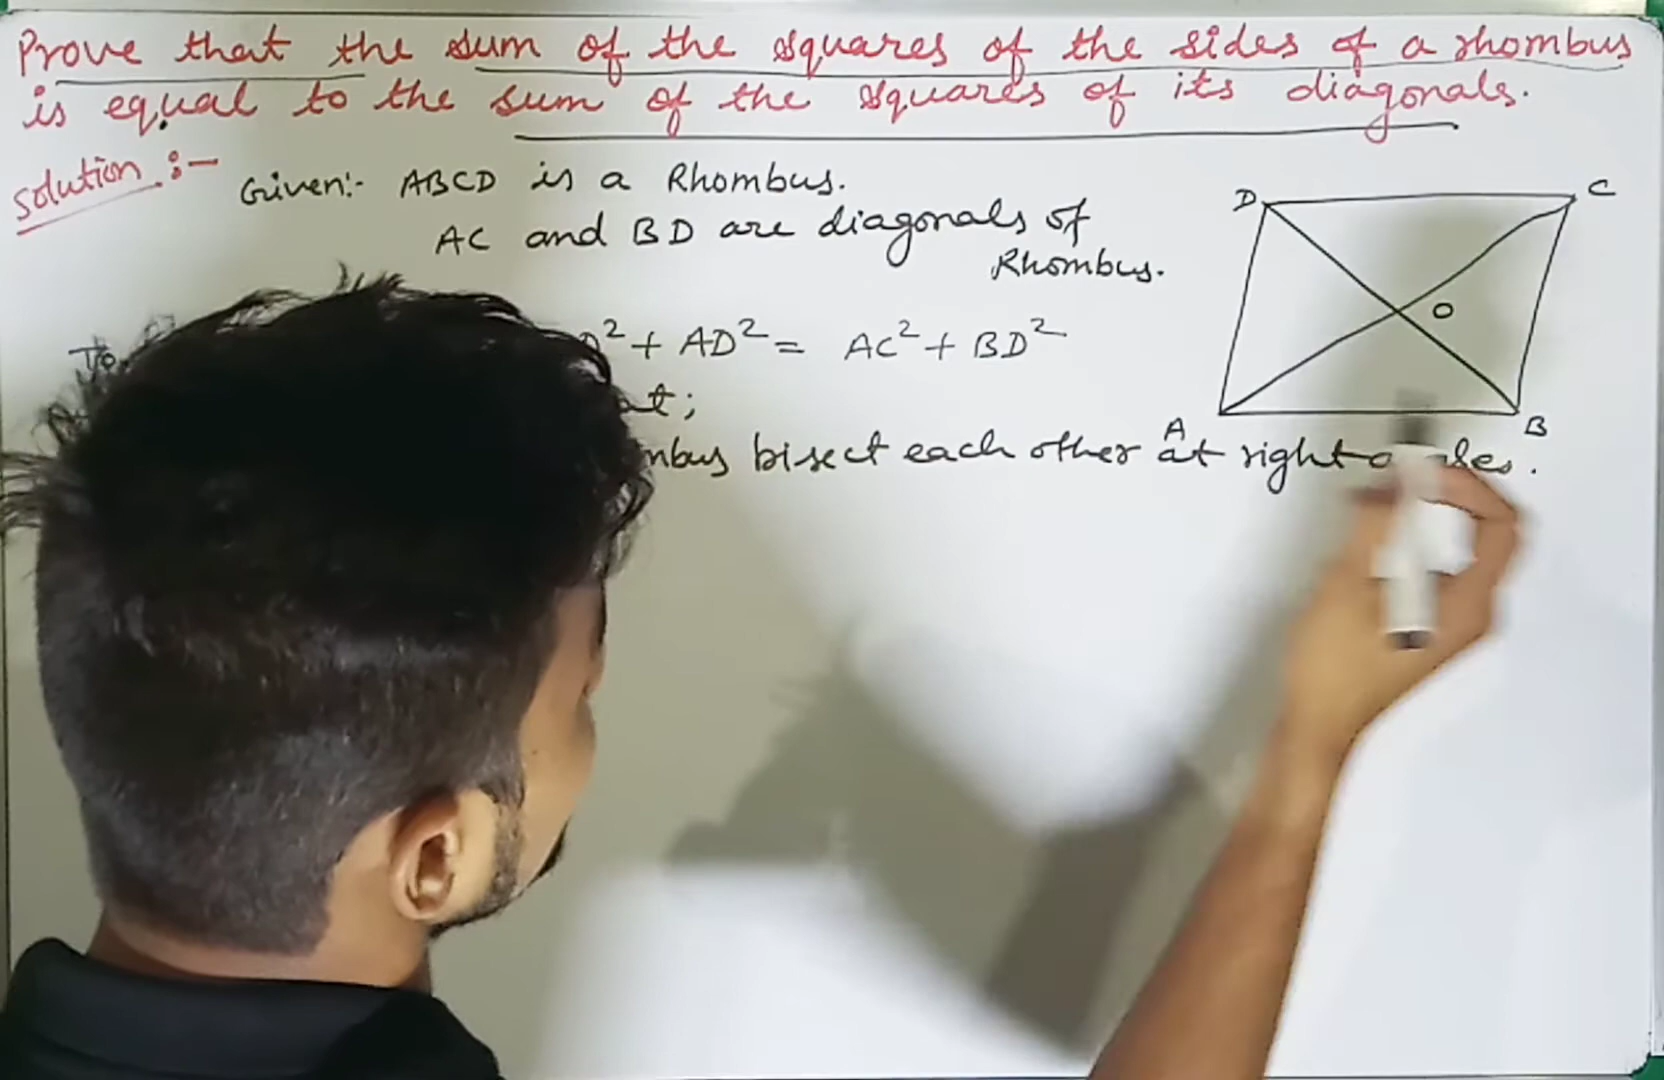 Prove that the sum of the squares of the sides of a rhombus
is equal to the sum of the squares of its diagonals.
Solution :-
Given:- ABCD is a Rhombus.
AC and BD are diagonals of
Rhombus.
D
C
O
A
B
To
² + AD² = AC² + BD²
;
bisect each other at right